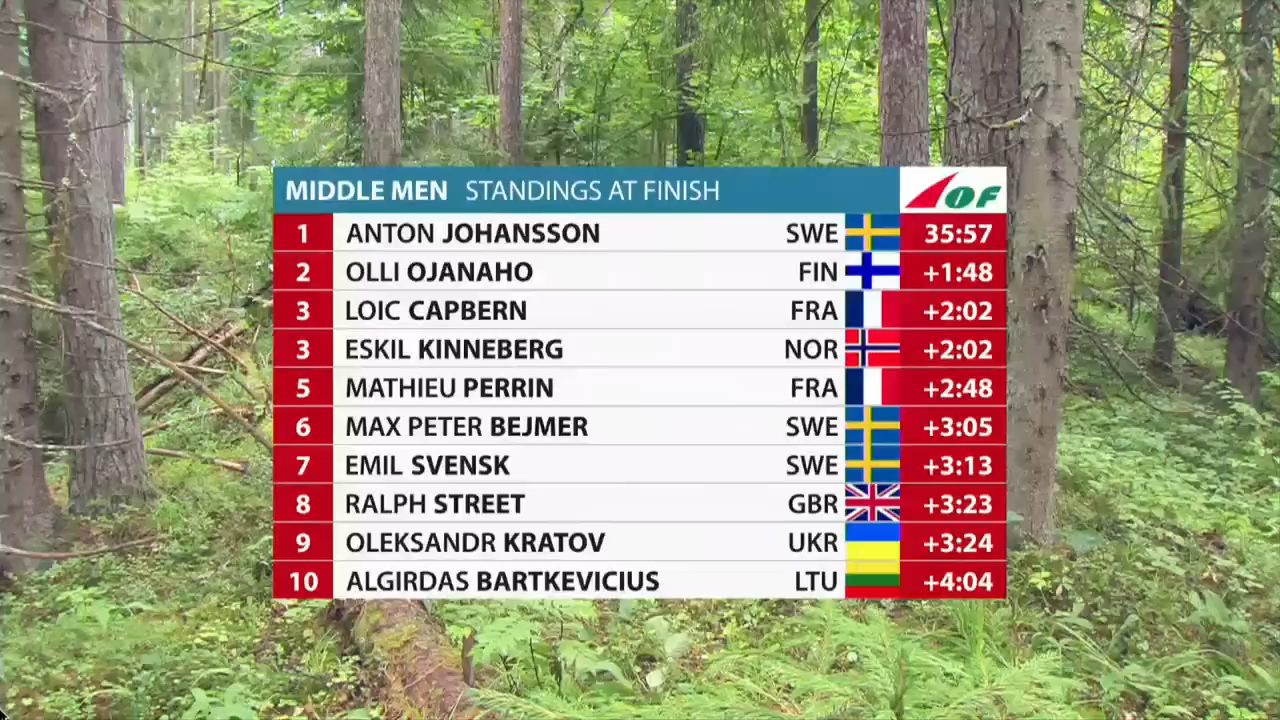 MIDDLE MEN STANDINGS AT FINISH IOF
1 ANTON JOHANSSON SWE 35:57
2 OLLI OJANAHO FIN +1:48
3 LOIC CAPBERN FRA +2:02
3 ESKIL KINNEBERG NOR +2:02
5 MATHIEU PERRIN FRA +2:48
6 MAX PETER BEJMER SWE +3:05
7 EMIL SVENSK SWE +3:13
8 RALPH STREET GBR +3:23
9 OLEKSANDR KRATOV UKR +3:24
10 ALGIRDAS BARTKEVICIUS LTU +4:04